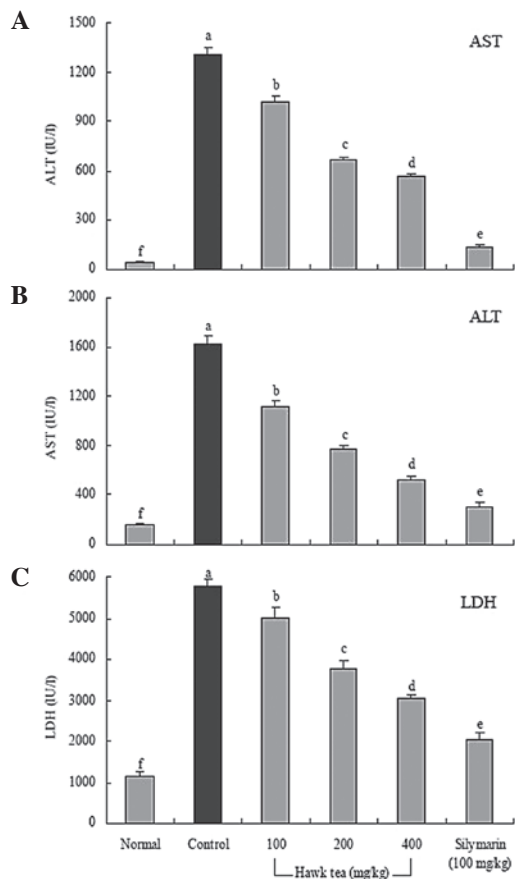 A
AST
ALT (IU/l)
1500
1200
900
600
300
0
f
a
b
c
d
e
B
ALT
AST (IU/l)
2000
1600
1200
800
400
0
f
a
b
c
d
e
C
LDH
LDH (IU/l)
6000
5000
4000
3000
2000
1000
0
f
a
b
c
d
e
Normal Control 100 200 400 Silymarin
(100 mg/kg)
Hawk tea (mg/kg)